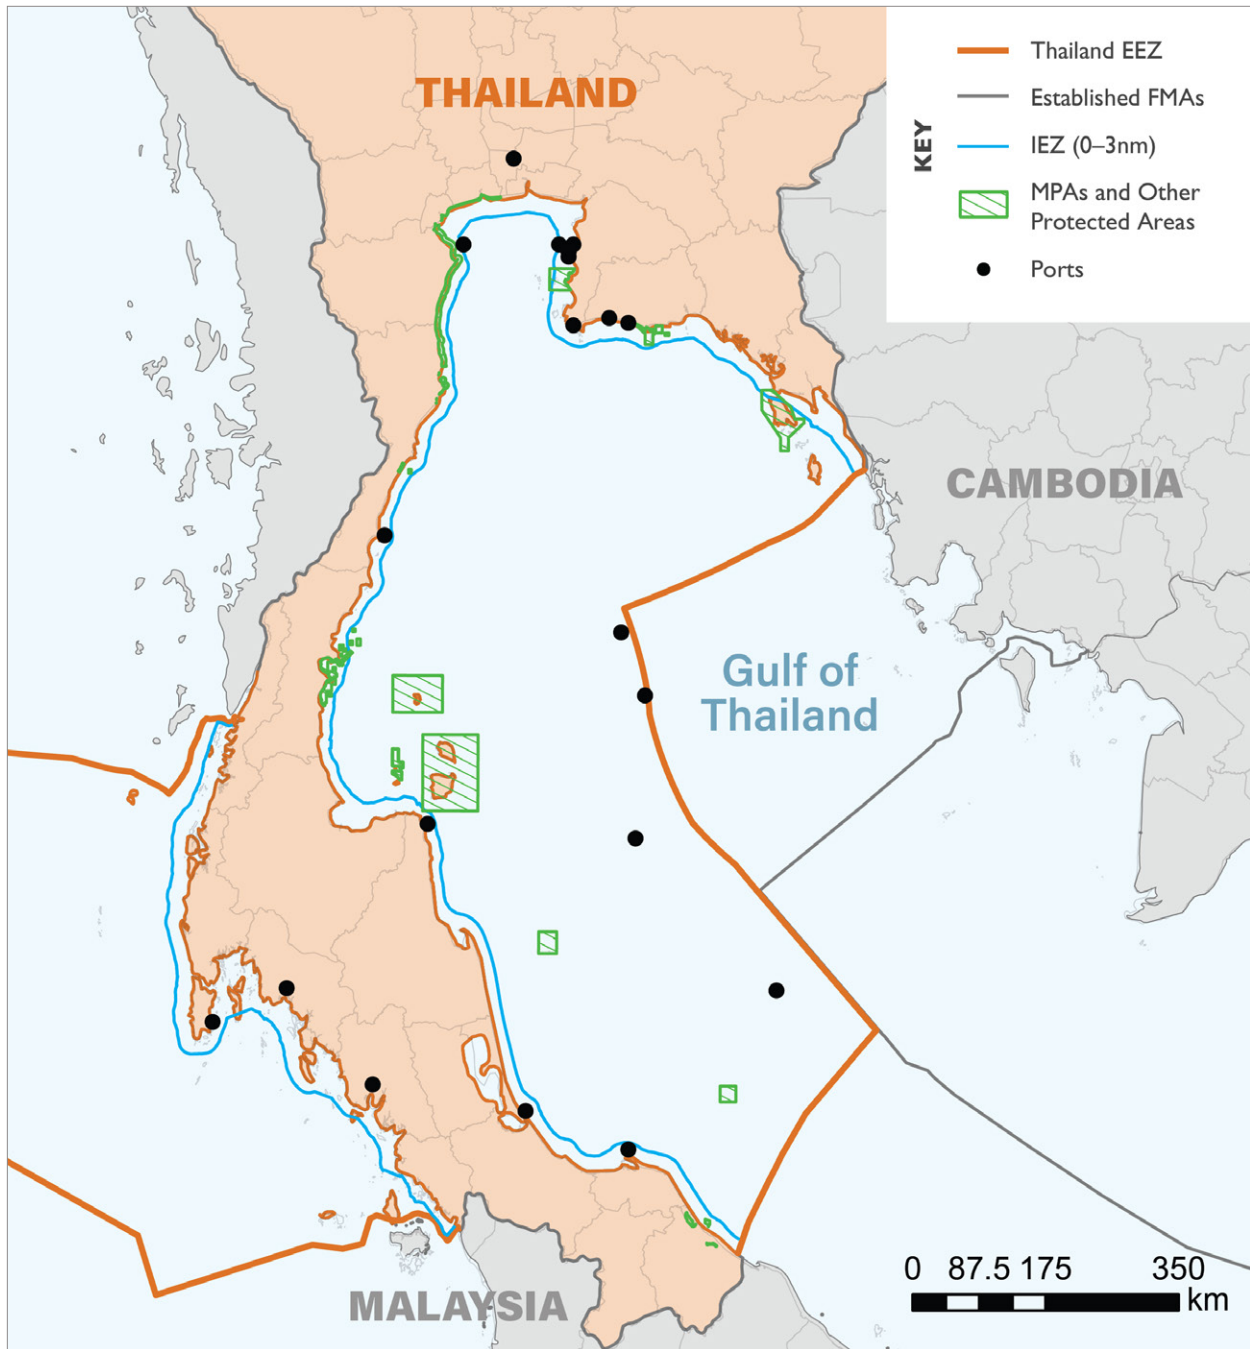 THAILAND
KEY
Thailand EEZ
Established FMAs
IEZ (0–3nm)
MPAs and Other
Protected Areas
Ports
CAMBODIA
Gulf of
Thailand
MALAYSIA
0 87.5 175 350
km